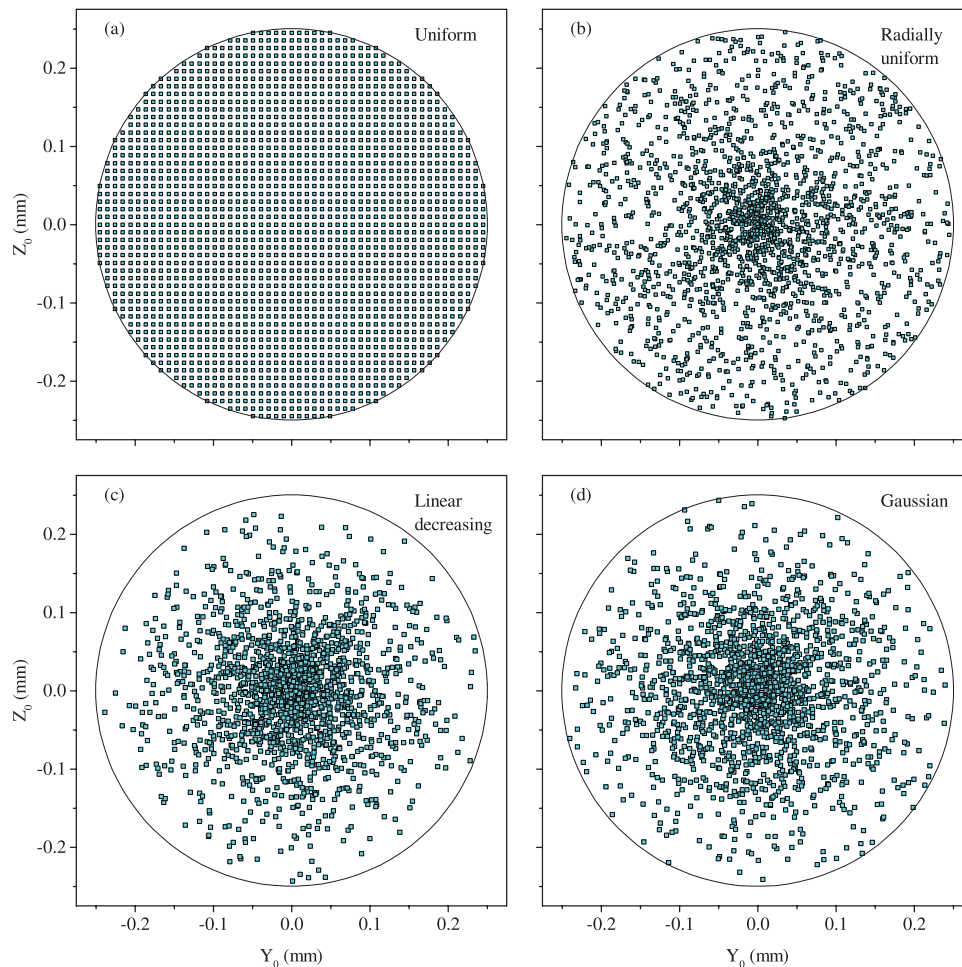 (a) Uniform
(b) Radially
uniform
0.2
0.1
0.0
-0.1
-0.2
Z₀ (mm)
(c) Linear
decreasing
(d) Gaussian
0.2
0.1
0.0
-0.1
-0.2
Z₀ (mm)
-0.2 -0.1 0.0 0.1 0.2
-0.2 -0.1 0.0 0.1 0.2
Y₀ (mm)
Y₀ (mm)